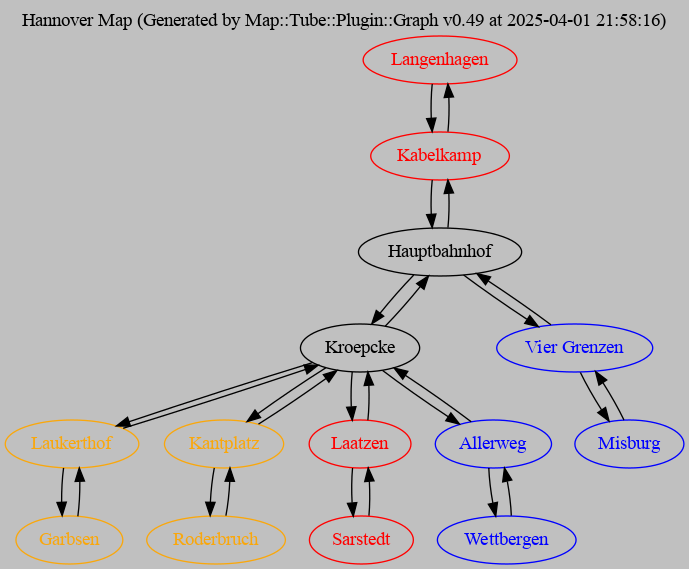 Hannover Map (Generated by Map::Tube::Plugin::Graph v0.49 at 2025-04-01 21:58:16)
Langenhagen
Kabelkamp
Hauptbahnhof
Kroepcke
Vier Grenzen
Laukerthof
Kantplatz
Laatzen
Allerweg
Misburg
Garbsen
Roderbruch
Sarstedt
Wettbergen